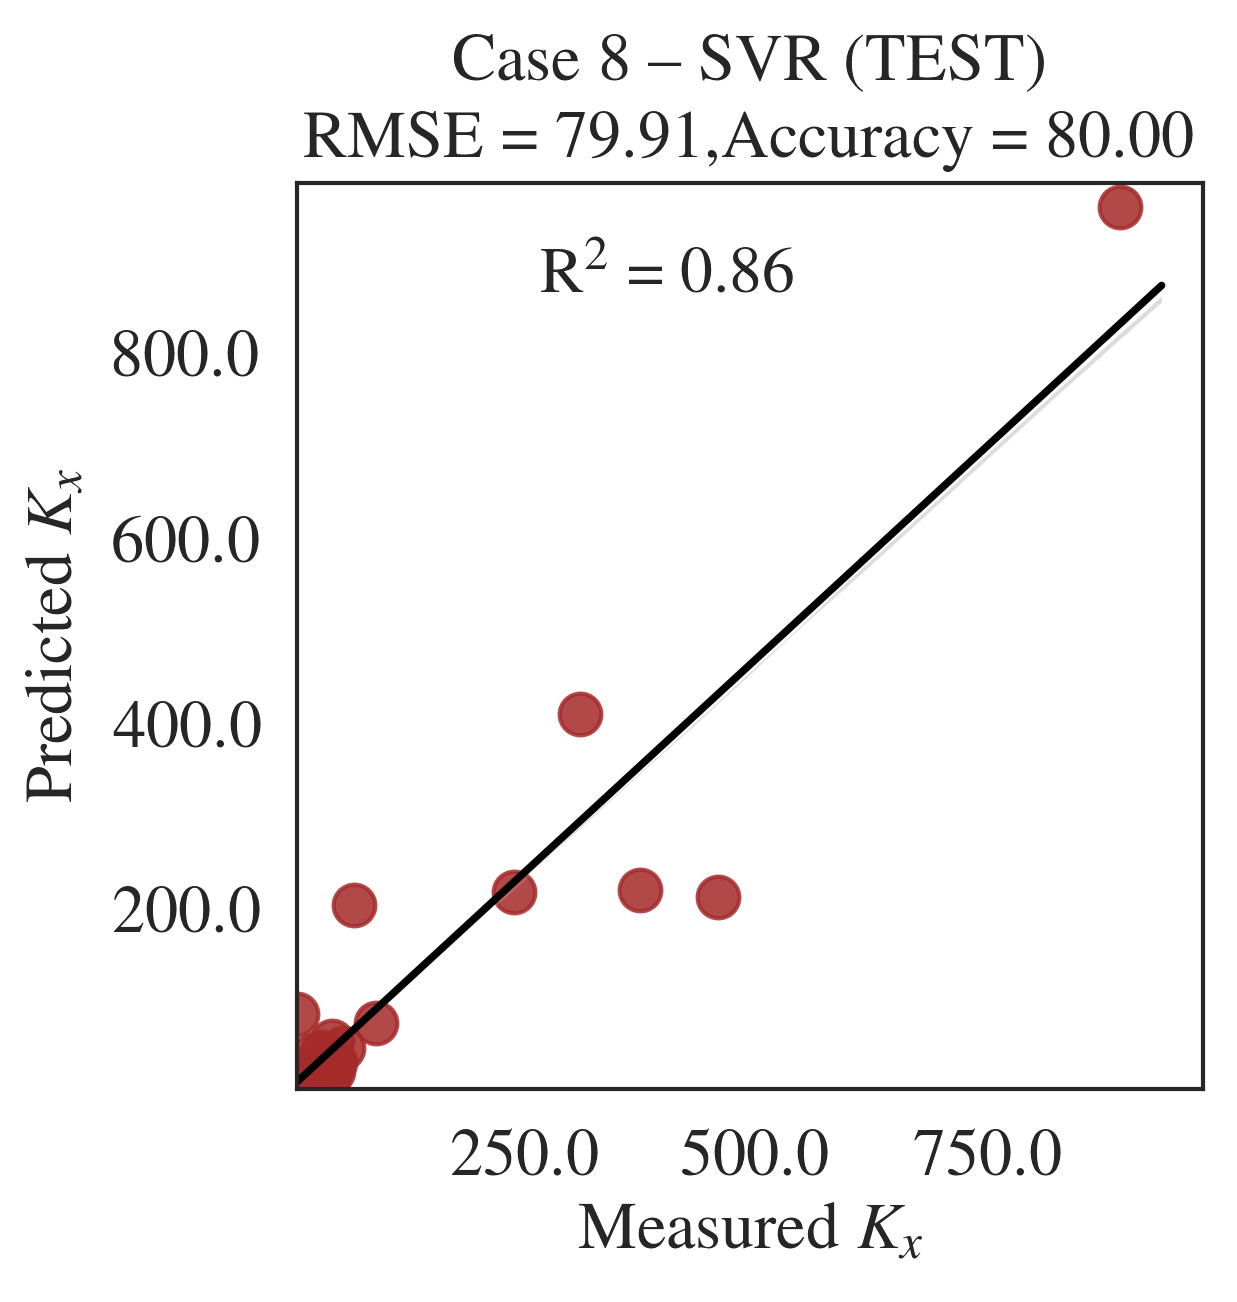 Case 8 – SVR (TEST)
RMSE = 79.91,Accuracy = 80.00
R² = 0.86
800.0
600.0
400.0
200.0
Predicted Kₓ
250.0 500.0 750.0
Measured Kₓ